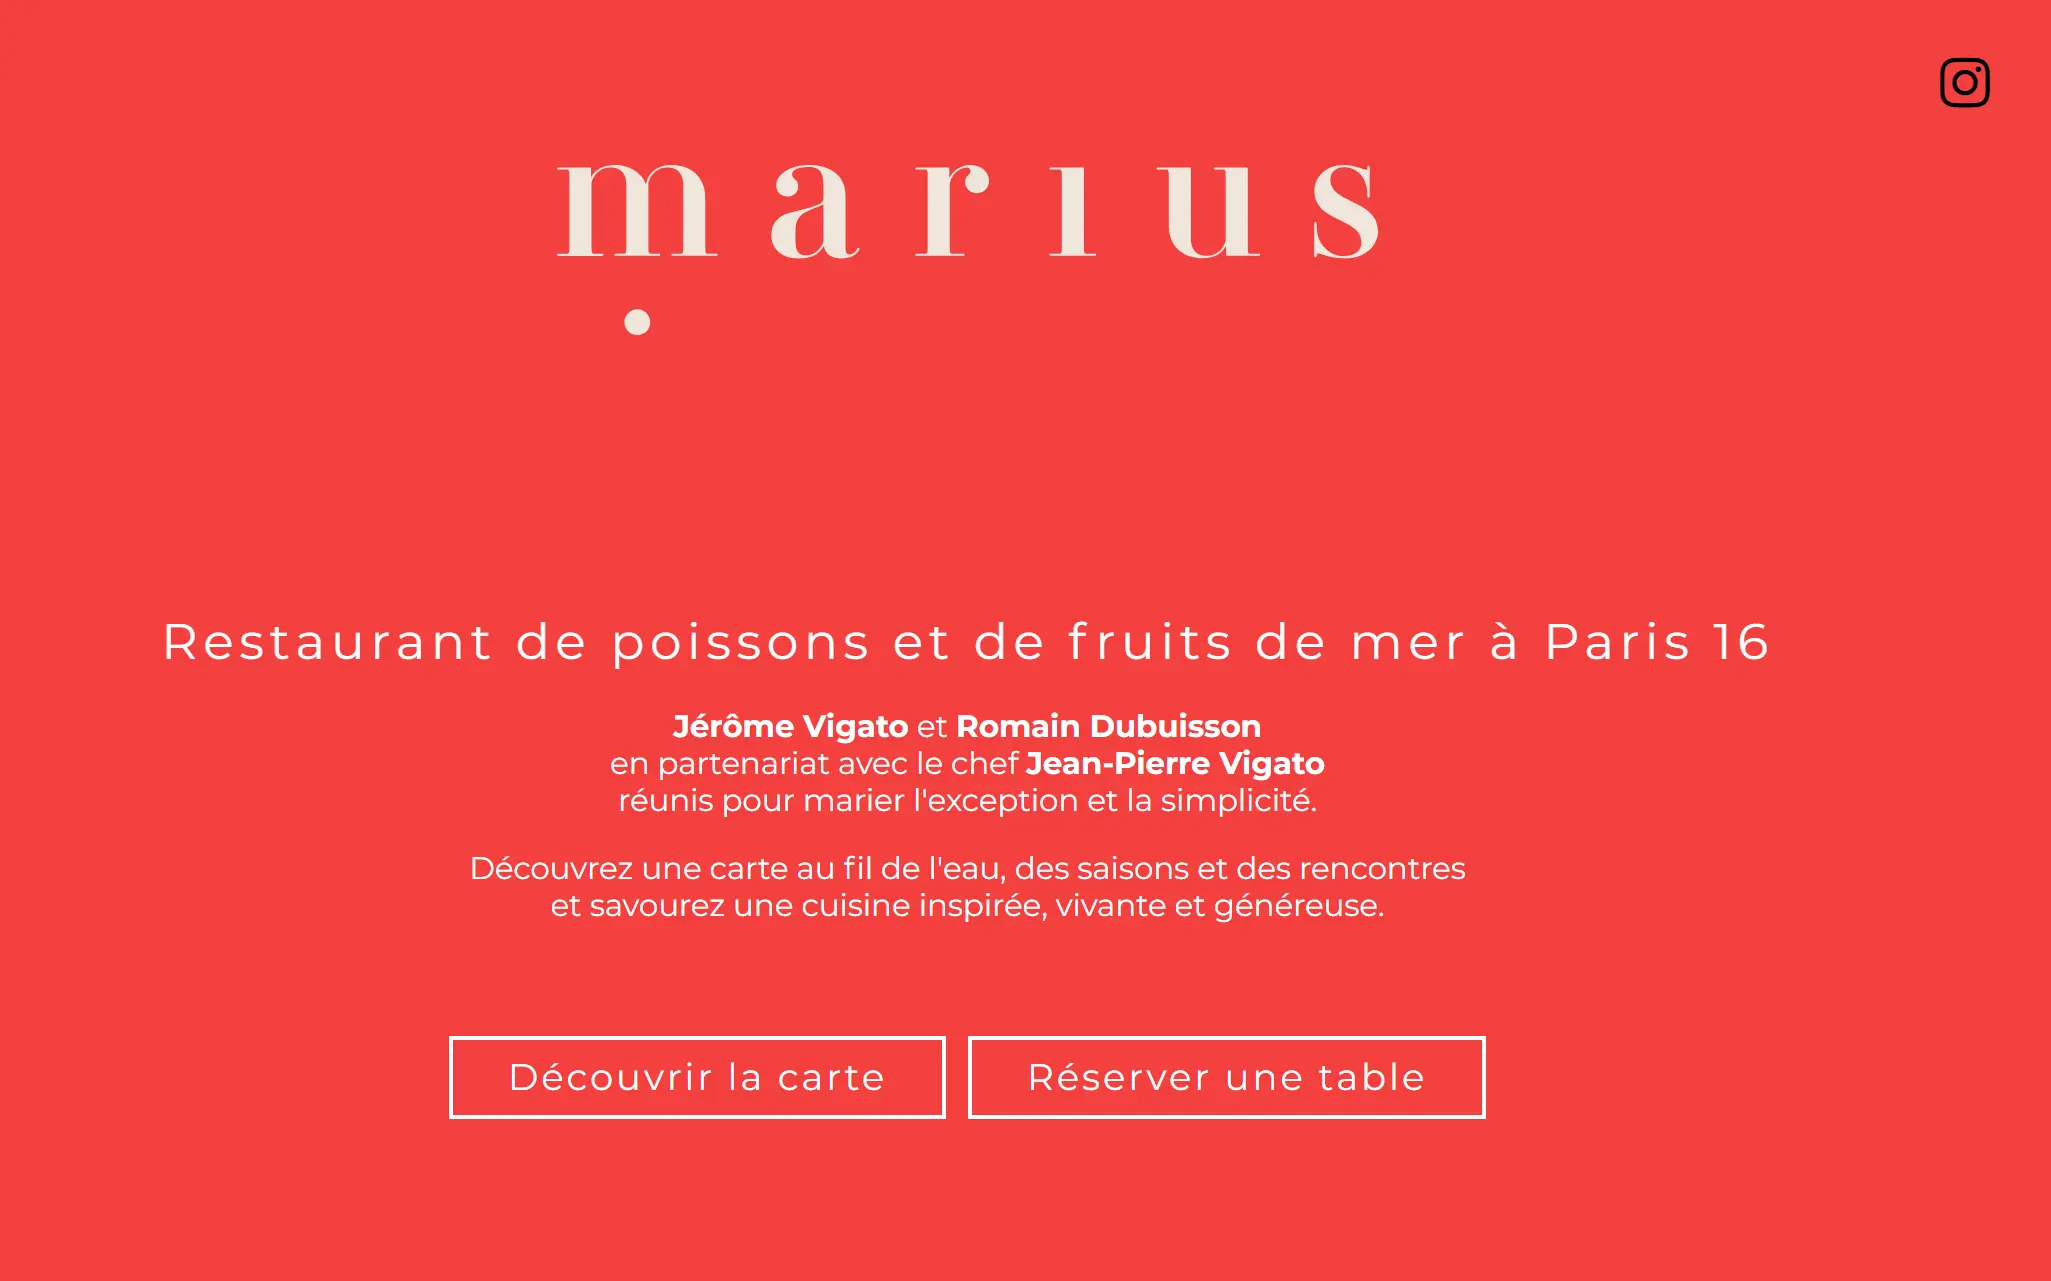 marıus
Restaurant de poissons et de fruits de mer à Paris 16
Jérôme Vigato et Romain Dubuisson
en partenariat avec le chef Jean-Pierre Vigato
réunis pour marier l'exception et la simplicité.
Découvrez une carte au fil de l'eau, des saisons et des rencontres
et savourez une cuisine inspirée, vivante et généreuse.
Découvrir la carte
Réserver une table